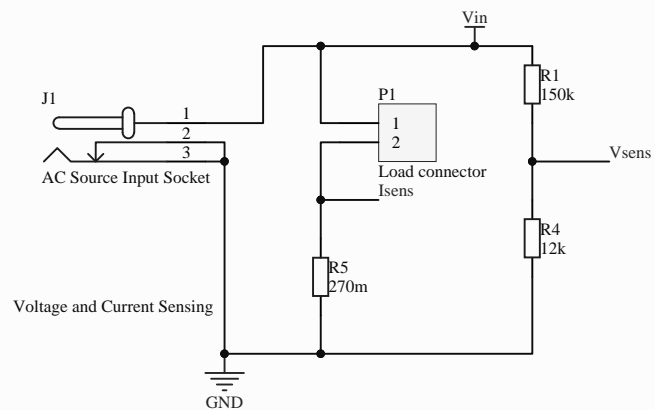 Vin
J1
1
2
3
AC Source Input Socket
P1
1
2
Load connector
Isens
R1
150k
Vsens
R4
12k
R5
270m
Voltage and Current Sensing
GND